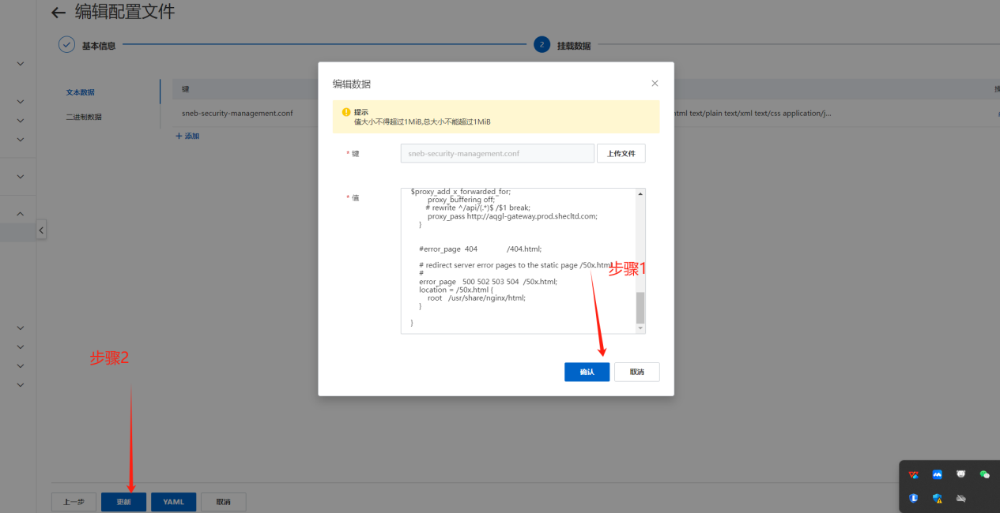 编辑配置文件
基本信息
2
挂载数据
文本数据
二进制数据
键
sneb-security-management.conf
tml text/plain text/xml text/css application/j...
+ 添加
编辑数据
提示
值大小不得超过1MiB,总大小不能超过1MiB
* 键
sneb-security-management.conf
上传文件
* 值
$proxy_add_x_forwarded_for;
proxy_buffering off;
# rewrite ^/api/(.*)$ /$1 break;
proxy_pass http://aqgl-gateway.prod.shecltd.com;
}
#error_page 404 /404.html;
# redirect server error pages to the static page /50x.html
#
error_page 500 502 503 504 /50x.html;
location = /50x.html {
root /usr/share/nginx/html;
}
}
步骤1
确认
取消
步骤2
上一步
更新
YAML
取消